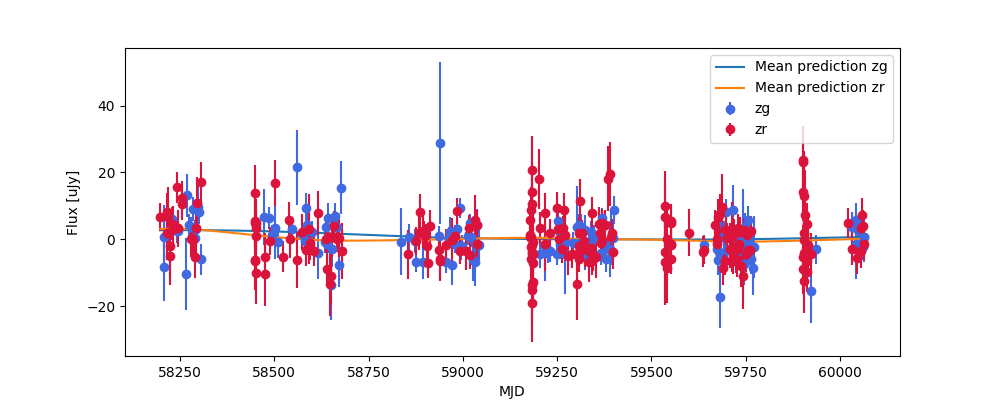 Mean prediction zg
Mean prediction zr
zg
zr
Flux [uJy]
40
20
0
−20
58250
58500
58750
59000
59250
59500
59750
60000
MJD